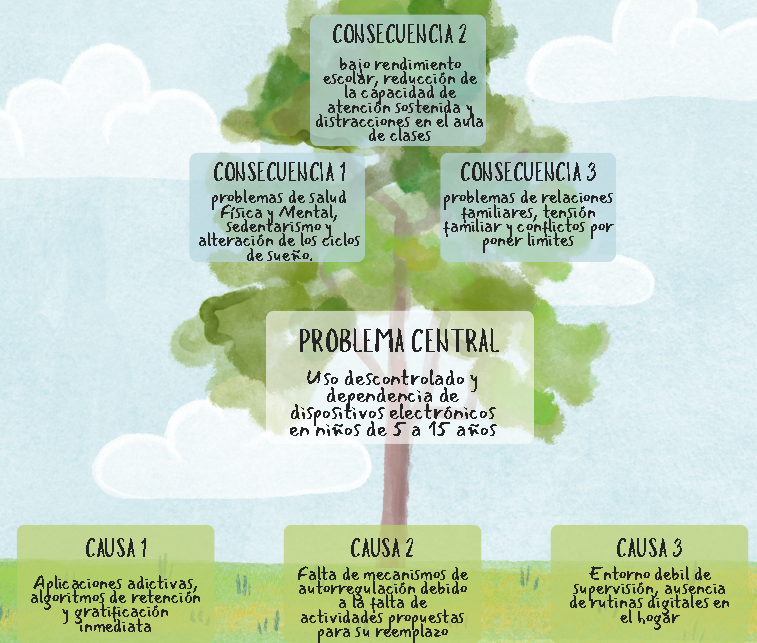 CONSECUENCIA 2
bajo rendimiento
escolar, reducción de
la capacidad de
atención sostenida y
distracciones en el aula
de clases
CONSECUENCIA 1
problemas de salud
Física y Mental,
sedentarismo y
alteración de los ciclos
de sueño.
CONSECUENCIA 3
problemas de relaciones
familiares, tensión
familiar y conflictos por
poner limites
PROBLEMA CENTRAL
Uso descontrolado y
dependencia de
dispositivos electrónicos
en niños de 5 a 15 años
CAUSA 1
Aplicaciones adictivas,
algoritmos de retención
y gratificación
inmediata
CAUSA 2
Falta de mecanismos de
autorregulación debido
a la falta de
actividades propuestas
para su reemplazo
CAUSA 3
Entorno debil de
supervisión, ausencia
de rutinas digitales en
el hogar